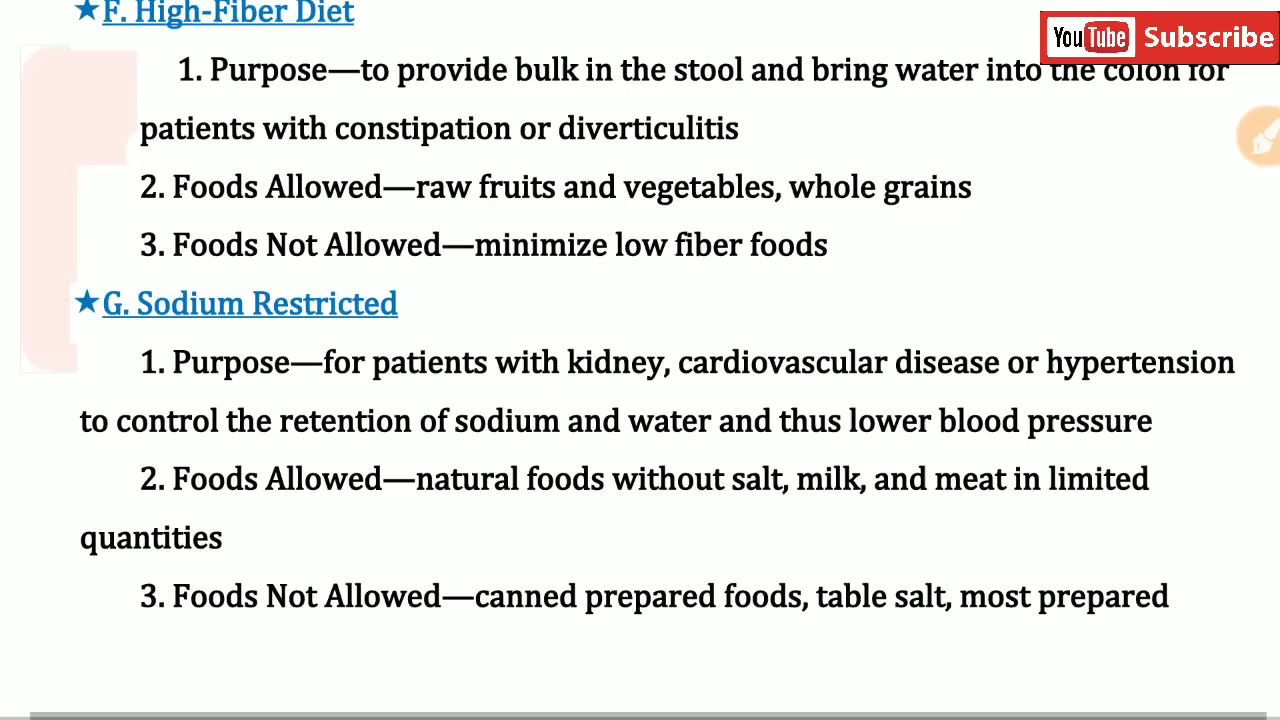 ★F. High-Fiber Diet
YouTube Subscribe
1. Purpose—to provide bulk in the stool and bring water into the colon for
patients with constipation or diverticulitis
2. Foods Allowed—raw fruits and vegetables, whole grains
3. Foods Not Allowed—minimize low fiber foods
★G. Sodium Restricted
1. Purpose—for patients with kidney, cardiovascular disease or hypertension
to control the retention of sodium and water and thus lower blood pressure
2. Foods Allowed—natural foods without salt, milk, and meat in limited
quantities
3. Foods Not Allowed—canned prepared foods, table salt, most prepared